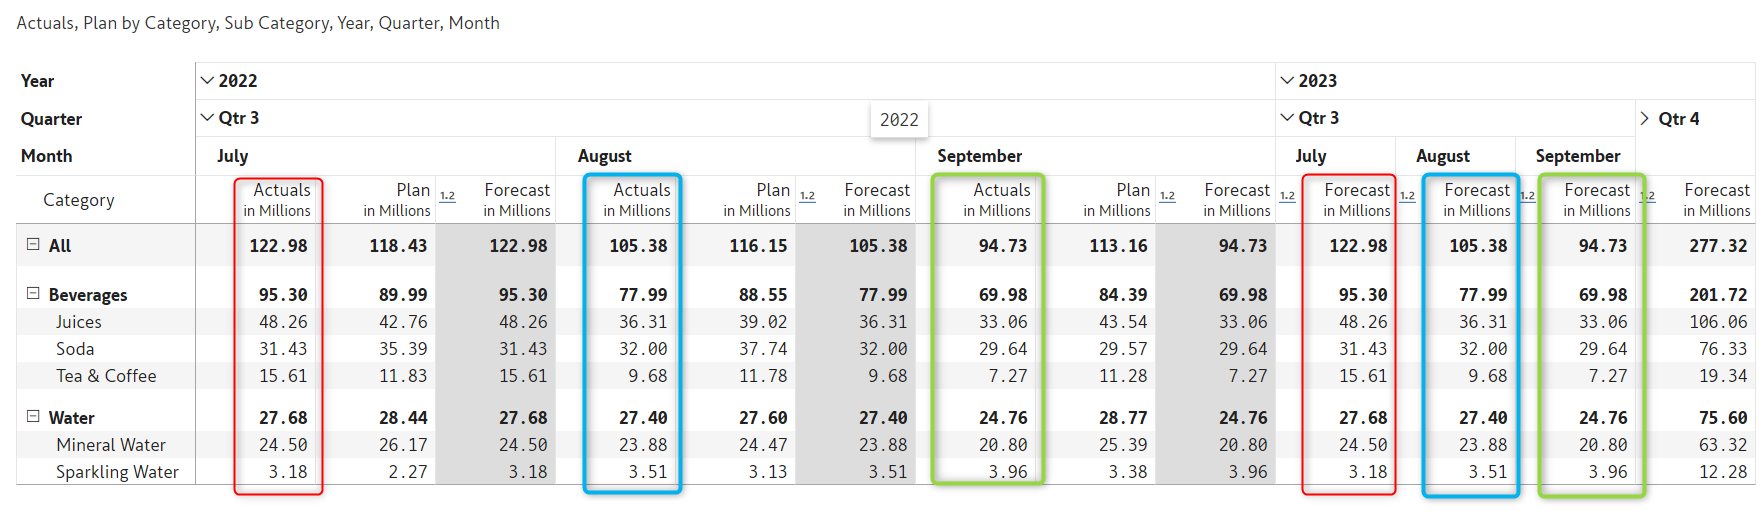 Actuals, Plan by Category, Sub Category, Year, Quarter, Month
Year 2022 2023
Quarter Qtr 3 2022 Qtr 3 Qtr 4
Month July August September July August September
Category Actuals in Millions Plan in Millions 1.2 Forecast in Millions Actuals in Millions Plan in Millions 1.2 Forecast in Millions Actuals in Millions Plan in Millions 1.2 Forecast in Millions 1.2 Forecast in Millions 1.2 Forecast in Millions 1.2 Forecast in Millions 1.2 Forecast in Millions
All 122.98 118.43 122.98 105.38 116.15 105.38 94.73 113.16 94.73 122.98 105.38 94.73 277.32
Beverages 95.30 89.99 95.30 77.99 88.55 77.99 69.98 84.39 69.98 95.30 77.99 69.98 201.72
Juices 48.26 42.76 48.26 36.31 39.02 36.31 33.06 43.54 33.06 48.26 36.31 33.06 106.06
Soda 31.43 35.39 31.43 32.00 37.74 32.00 29.64 29.57 29.64 31.43 32.00 29.64 76.33
Tea & Coffee 15.61 11.83 15.61 9.68 11.78 9.68 7.27 11.28 7.27 15.61 9.68 7.27 19.34
Water 27.68 28.44 27.68 27.40 27.60 27.40 24.76 28.77 24.76 27.68 27.40 24.76 75.60
Mineral Water 24.50 26.17 24.50 23.88 24.47 23.88 20.80 25.39 20.80 24.50 23.88 20.80 63.32
Sparkling Water 3.18 2.27 3.18 3.51 3.13 3.51 3.96 3.38 3.96 3.18 3.51 3.96 12.28